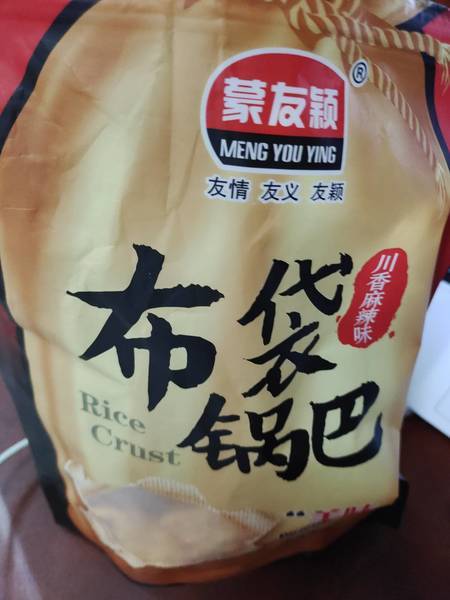 蒙友颖
®
MENG YOU YING
友情 友义 友颖
川香麻辣味
布袋
锅巴
Rice
Crust